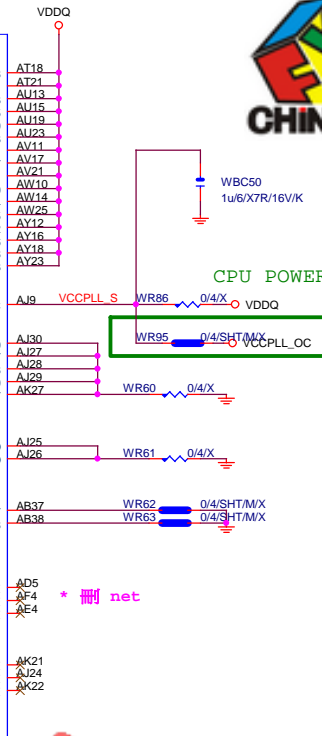 VDDQ
AT18
AT21
AU13
AU15
AU19
AU23
AV11
AV17
AV21
AW10
AW14
AW25
AY12
AY16
AY18
AY23
WBC50
1u/6/X7R/16V/K
CHIN
CPU POWER
AJ9 VCCPLL_S WR86 0/4/X VDDQ
WR95 0/4/SHT/M/X VCCPLL_OC
AJ30
AJ27
AJ28
AJ29
AK27 WR60 0/4/X
AJ25
AJ26 WR61 0/4/X
AB37 WR62 0/4/SHT/M/X
AB38 WR63 0/4/SHT/M/X
AD5
AF4 * 刪 net
AE4
AK21
AJ24
AK22